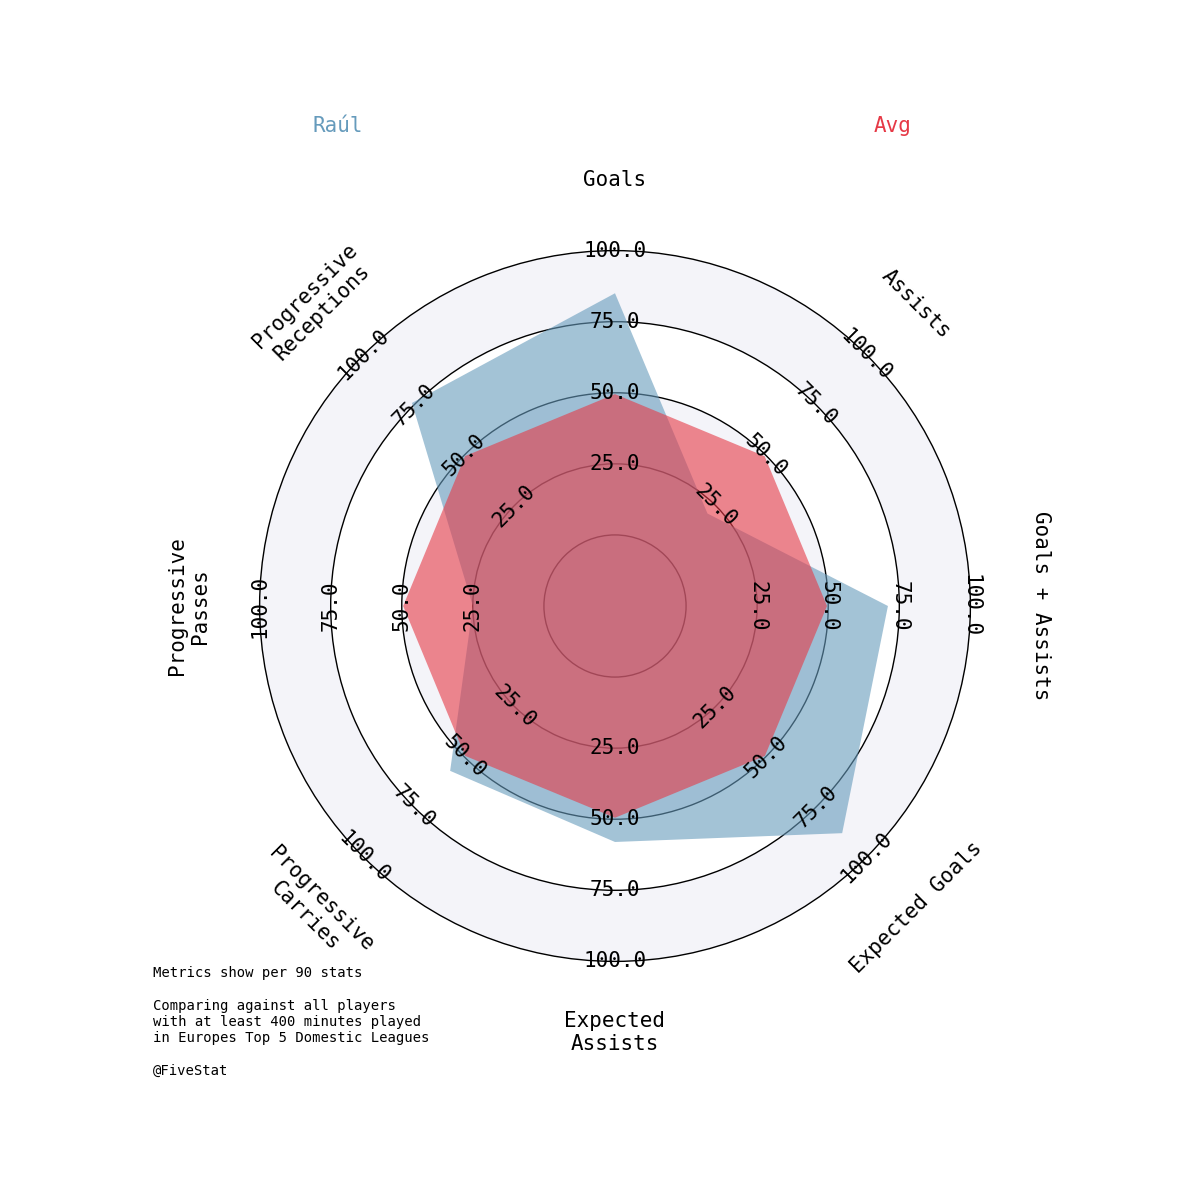 Raúl
Avg
Goals
Assists
Goals + Assists
Expected Goals
Expected
Assists
Progressive
Carries
Progressive
Passes
Progressive
Receptions
25.0
50.0
75.0
100.0
25.0
50.0
75.0
100.0
25.0
50.0
75.0
100.0
25.0
50.0
75.0
100.0
25.0
50.0
75.0
100.0
25.0
50.0
75.0
100.0
25.0
50.0
75.0
100.0
25.0
50.0
75.0
100.0
Metrics show per 90 stats
Comparing against all players
with at least 400 minutes played
in Europes Top 5 Domestic Leagues
@FiveStat